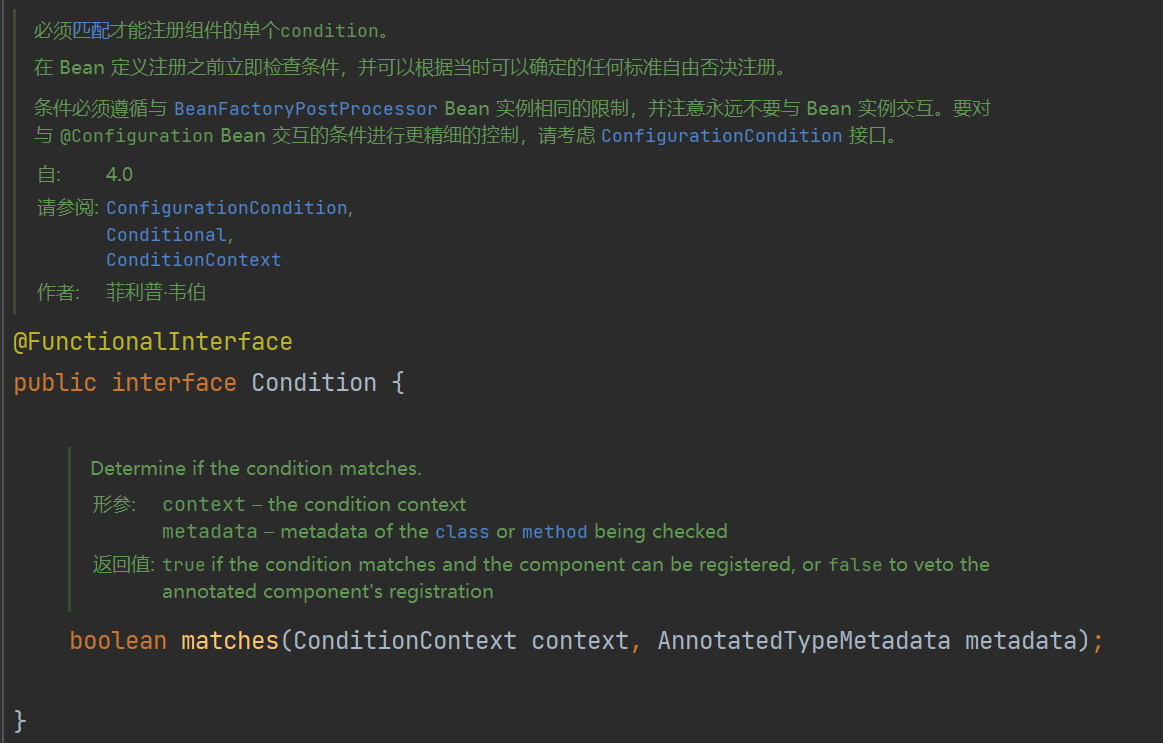 必须匹配才能注册组件的单个condition。
在 Bean 定义注册之前立即检查条件，并可以根据当时可以确定的任何标准自由否决注册。
条件必须遵循与 BeanFactoryPostProcessor Bean 实例相同的限制，并注意永远不要与 Bean 实例交互。要对
与 @Configuration Bean 交互的条件进行更精细的控制，请考虑 ConfigurationCondition 接口。
自: 4.0
请参阅: ConfigurationCondition,
Conditional,
ConditionContext
作者: 菲利普·韦伯
@FunctionalInterface
public interface Condition {
Determine if the condition matches.
形参: context – the condition context
metadata – metadata of the class or method being checked
返回值: true if the condition matches and the component can be registered, or false to veto the
annotated component's registration
boolean matches(ConditionContext context, AnnotatedTypeMetadata metadata);
}